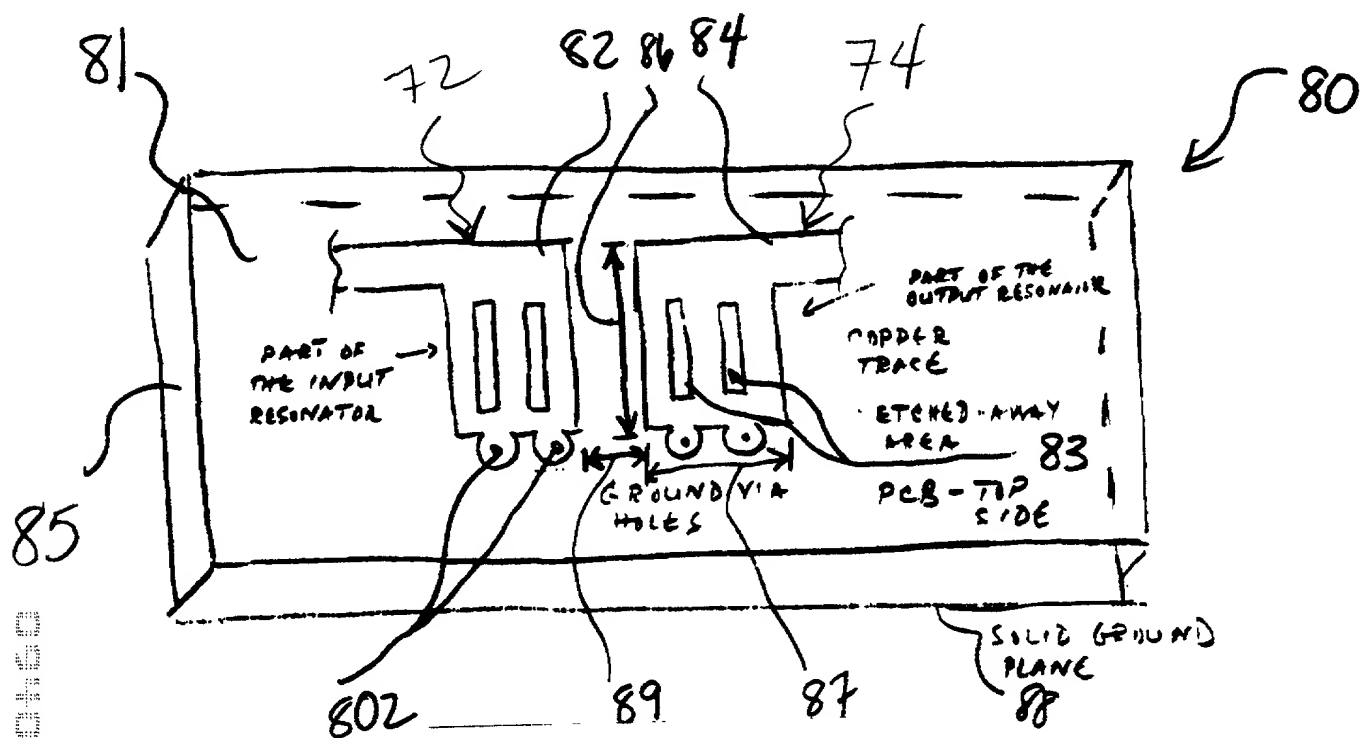 81
72
82
86
84
74
80
PART OF THE
OUTPUT RESONATOR
COPPER
TRACE
PART OF
THE INPUT
RESONATOR
ETCHED-AWAY
AREA
83
GROUND VIA
HOLES
PCB-TOP
SIDE
85
SOLID GROUND
PLANE
802
89
87
88